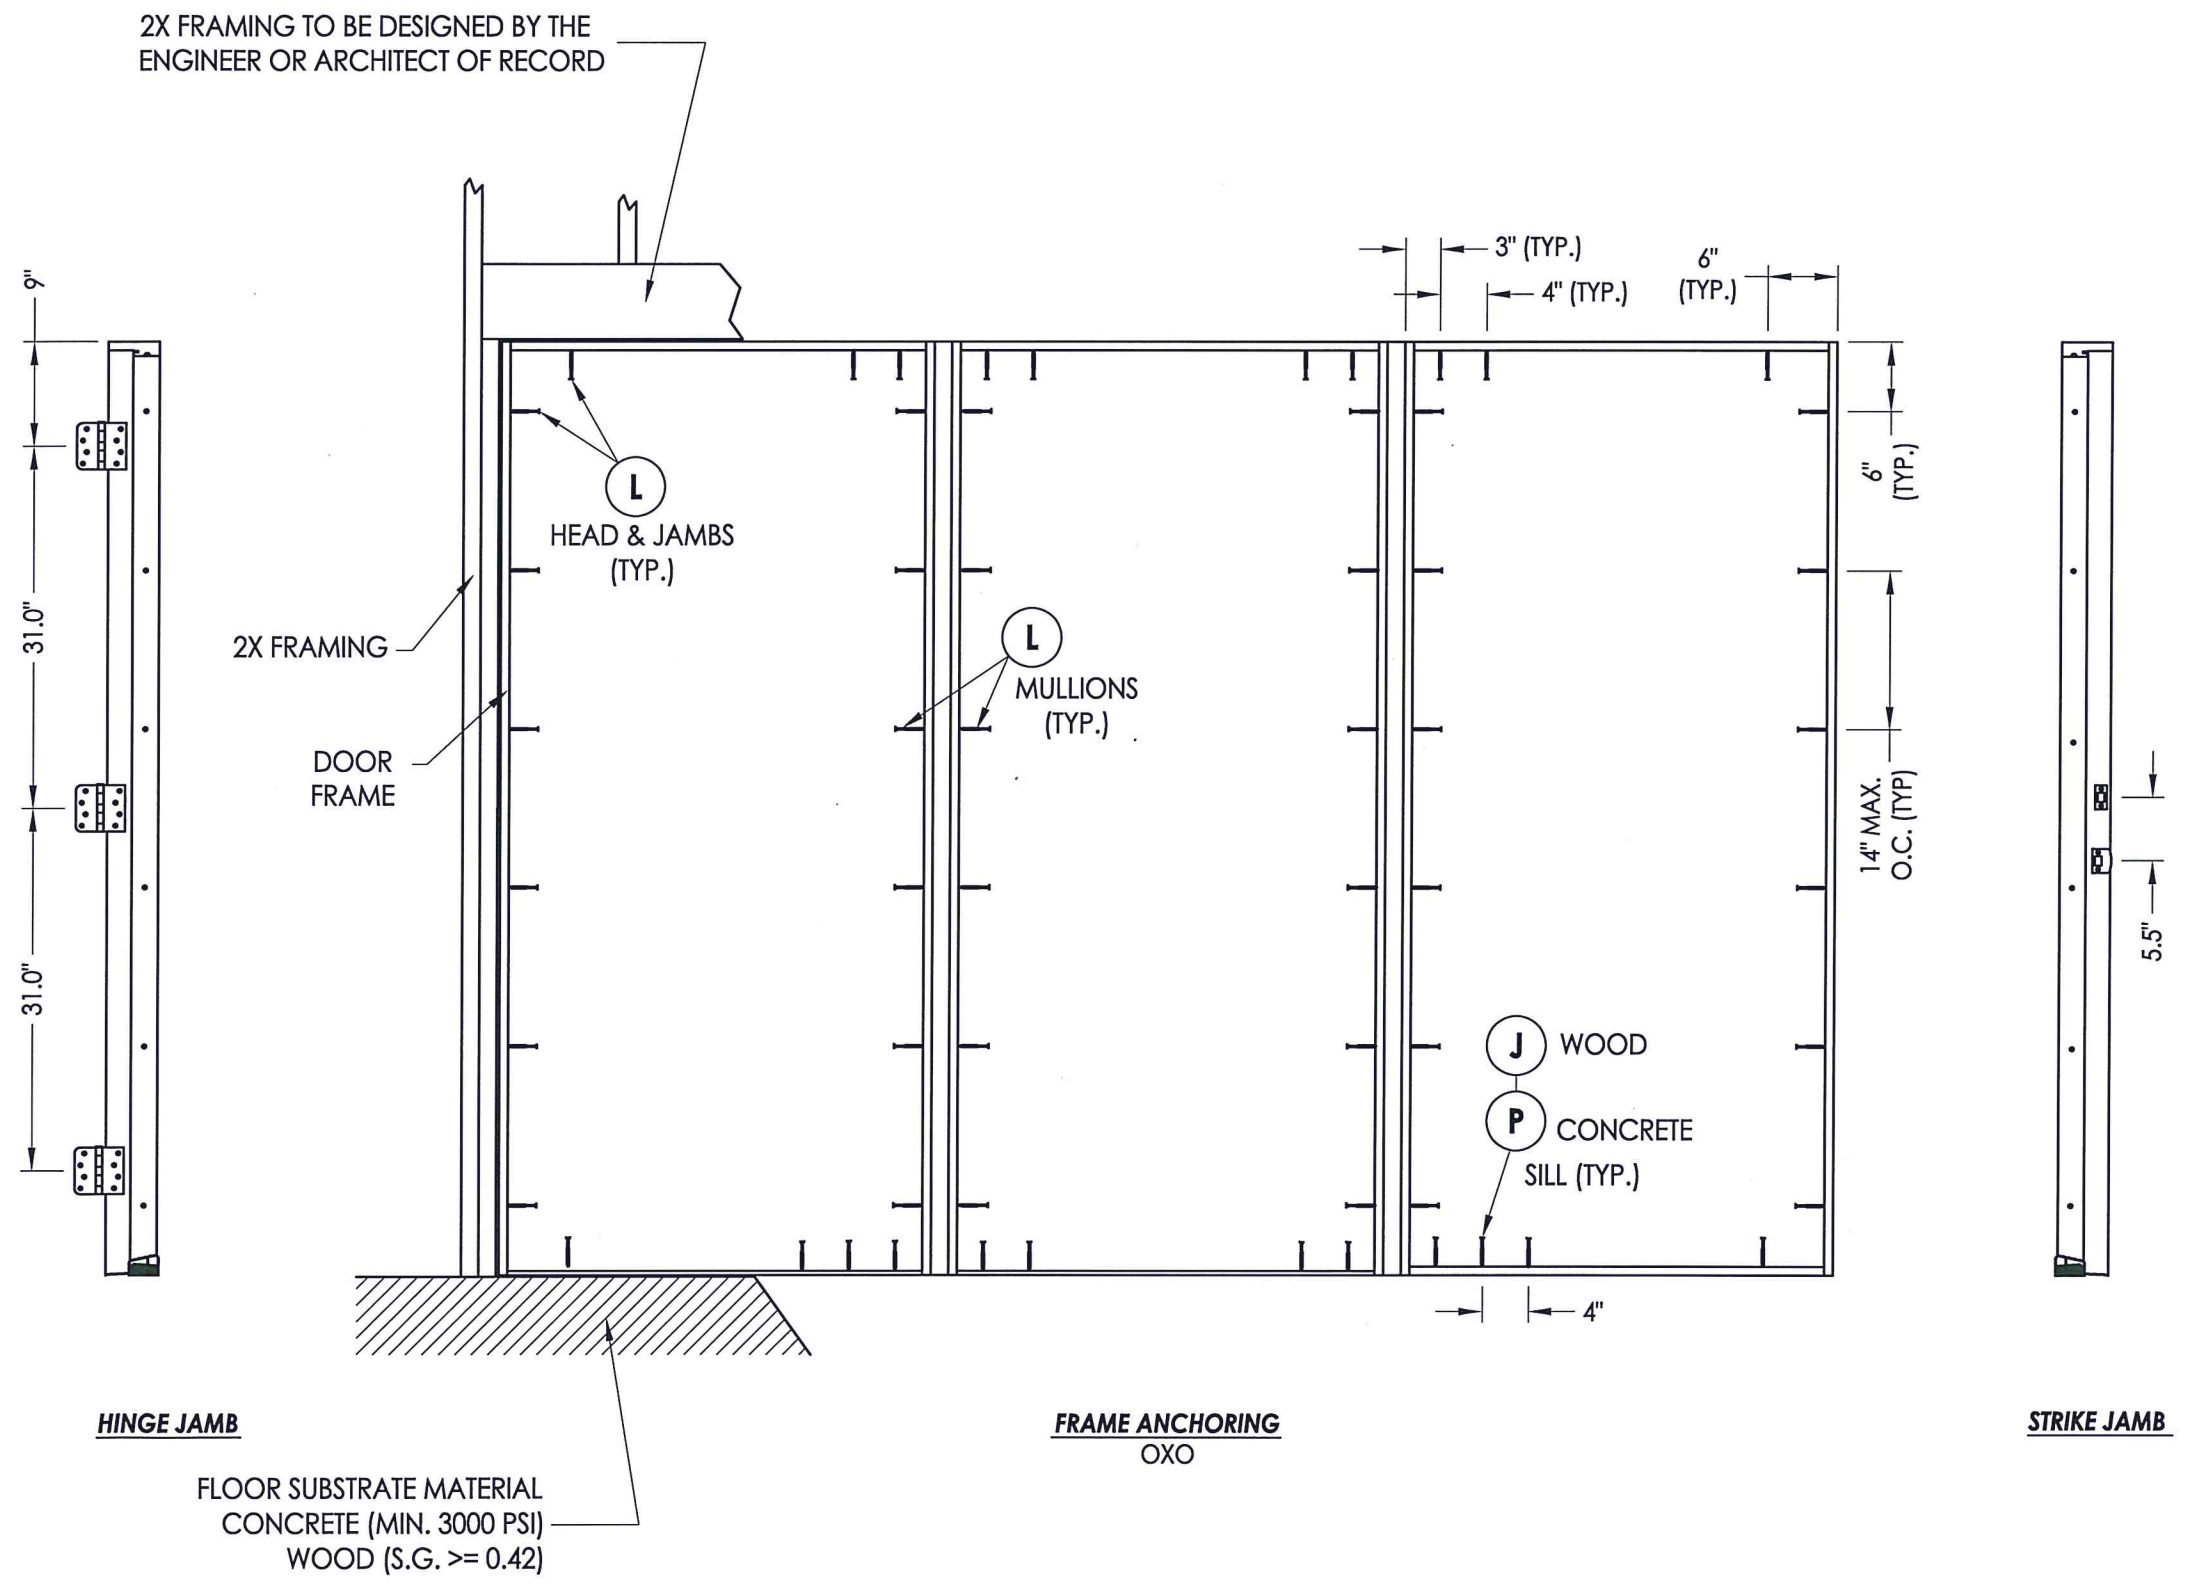 2X FRAMING TO BE DESIGNED BY THE
ENGINEER OR ARCHITECT OF RECORD
9"
31.0"
31.0"
3" (TYP.)
4" (TYP.)
6"
(TYP.)
6"
(TYP.)
14" MAX.
O.C. (TYP)
5.5"
L
HEAD & JAMBS
(TYP.)
2X FRAMING
L
MULLIONS
(TYP.)
DOOR
FRAME
J WOOD
P CONCRETE
SILL (TYP.)
4"
HINGE JAMB
FRAME ANCHORING
OXO
STRIKE JAMB
FLOOR SUBSTRATE MATERIAL
CONCRETE (MIN. 3000 PSI)
WOOD (S.G. >= 0.42)